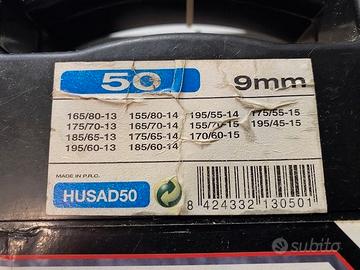 50 9mm
165/80-13 155/80-14 195/55-14 175/55-15
175/70-13 165/70-14 155/70-15 195/45-15
185/65-13 175/65-14 170/60-15
195/60-13 185/60-14
MADE IN P.R.C.
HUSAD50
8 424332 130501
subito